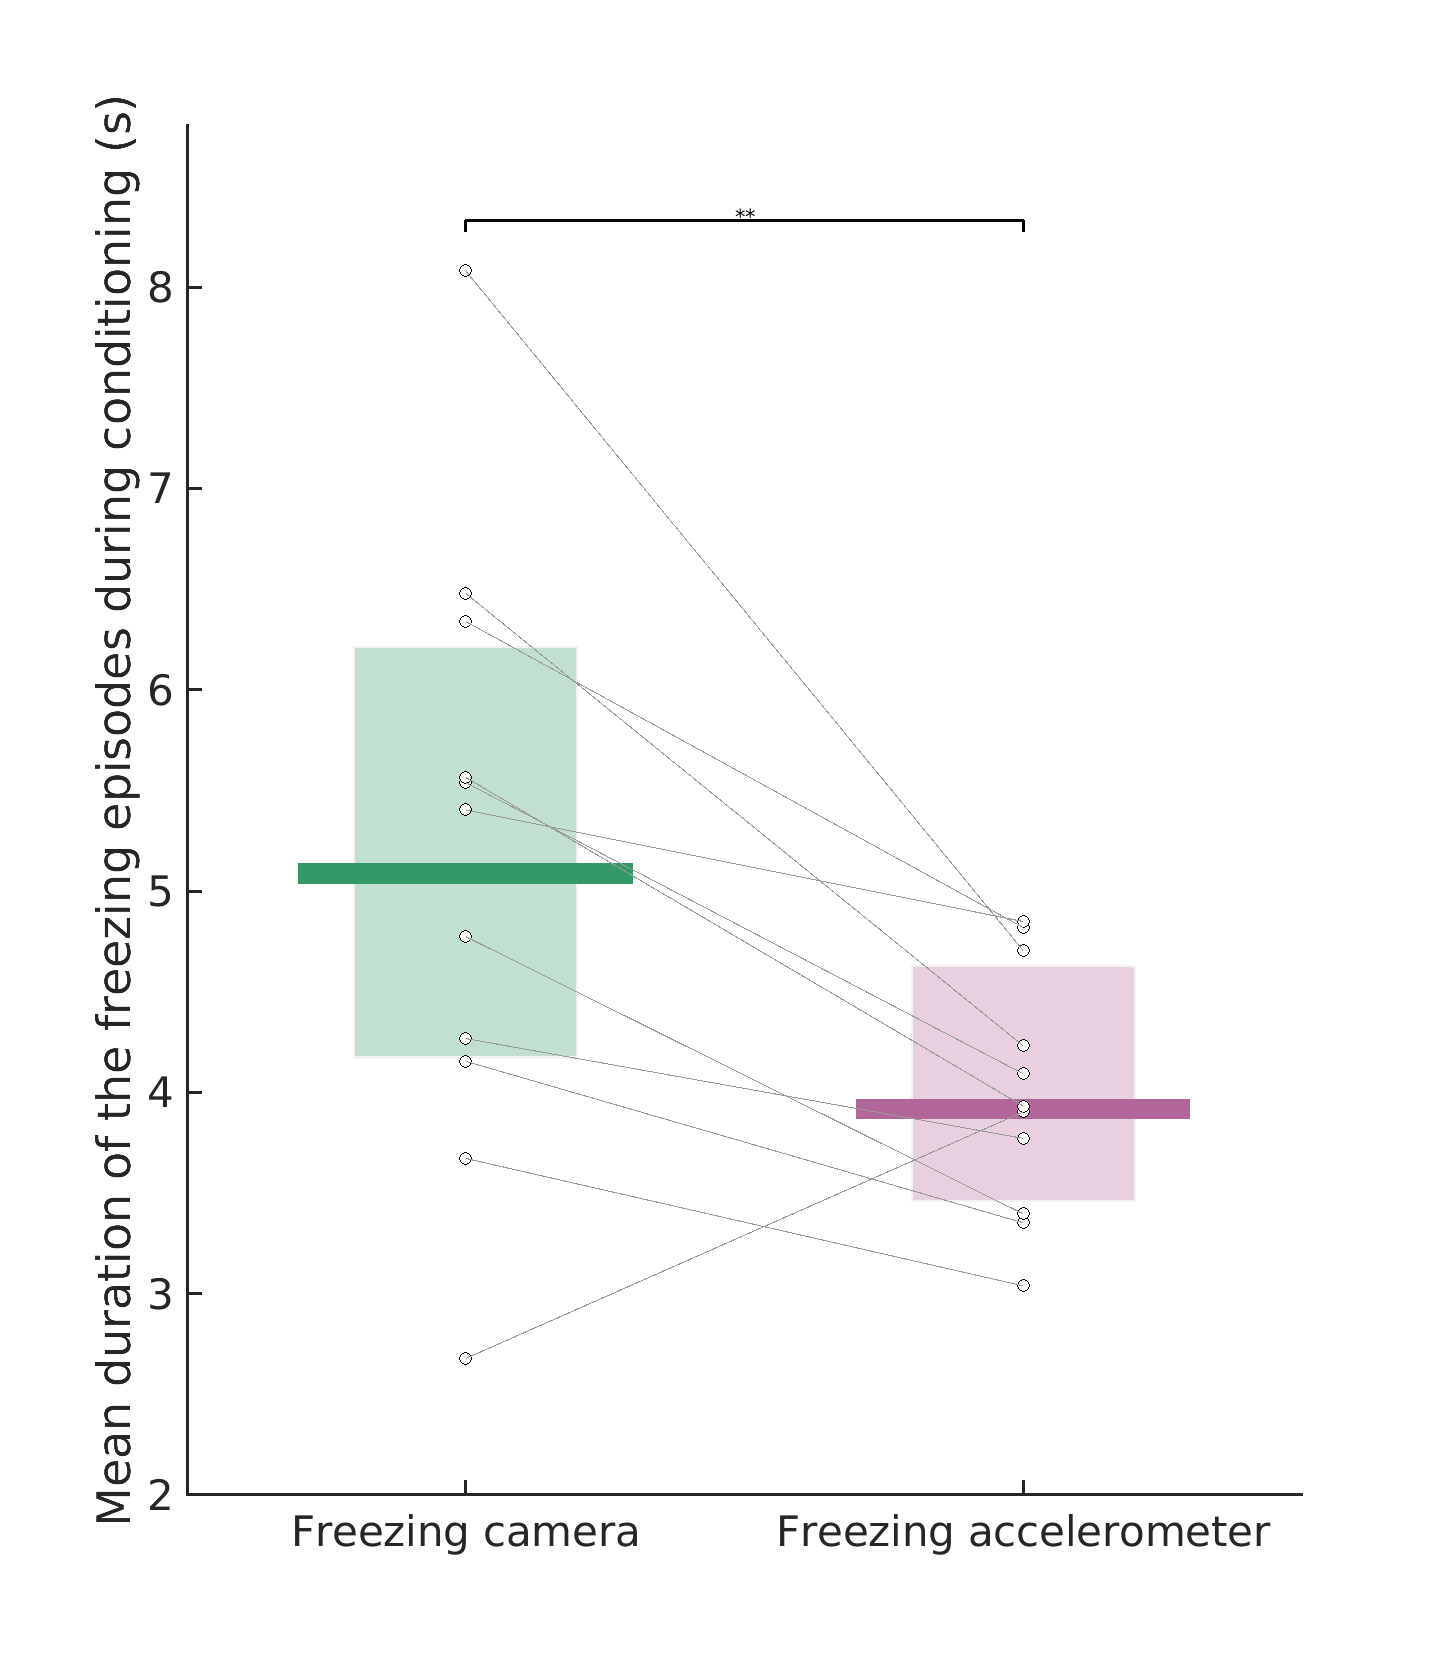 Mean duration of the freezing episodes during conditioning (s)
**
8
7
6
5
4
3
2
Freezing camera
Freezing accelerometer